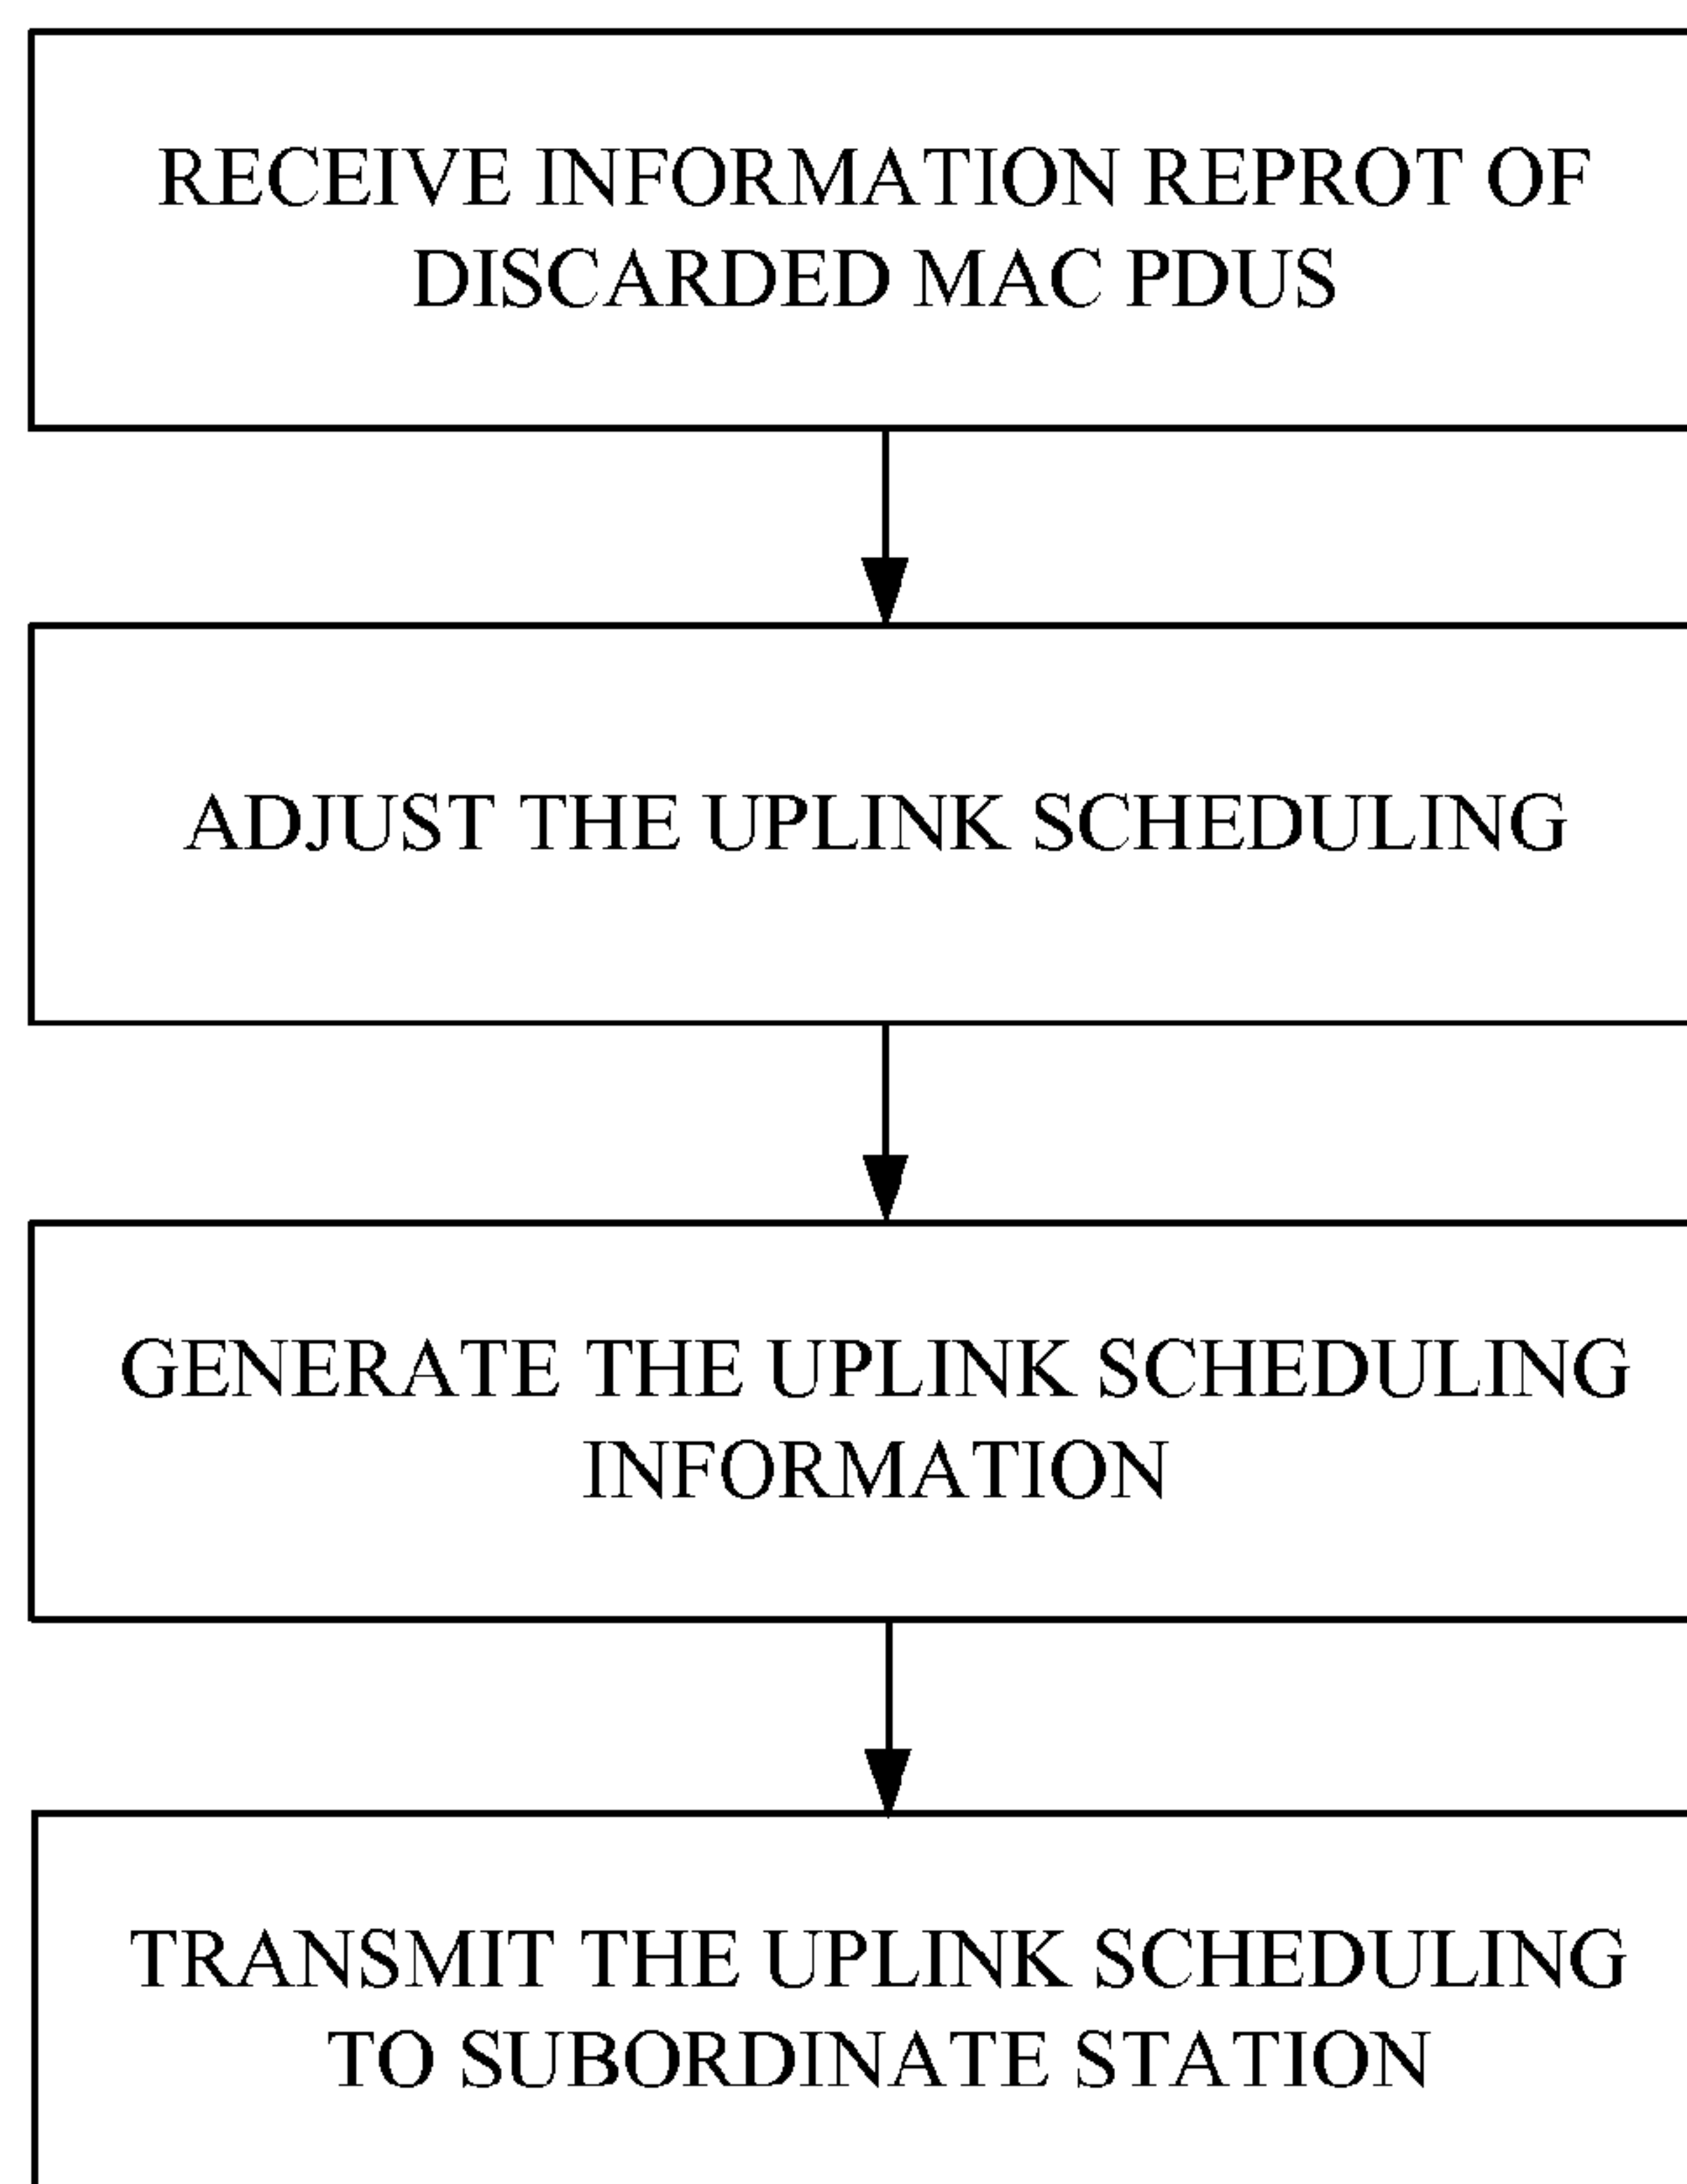 RECEIVE INFORMATION REPROT OF
DISCARDED MAC PDUS
ADJUST THE UPLINK SCHEDULING
GENERATE THE UPLINK SCHEDULING
INFORMATION
TRANSMIT THE UPLINK SCHEDULING
TO SUBORDINATE STATION